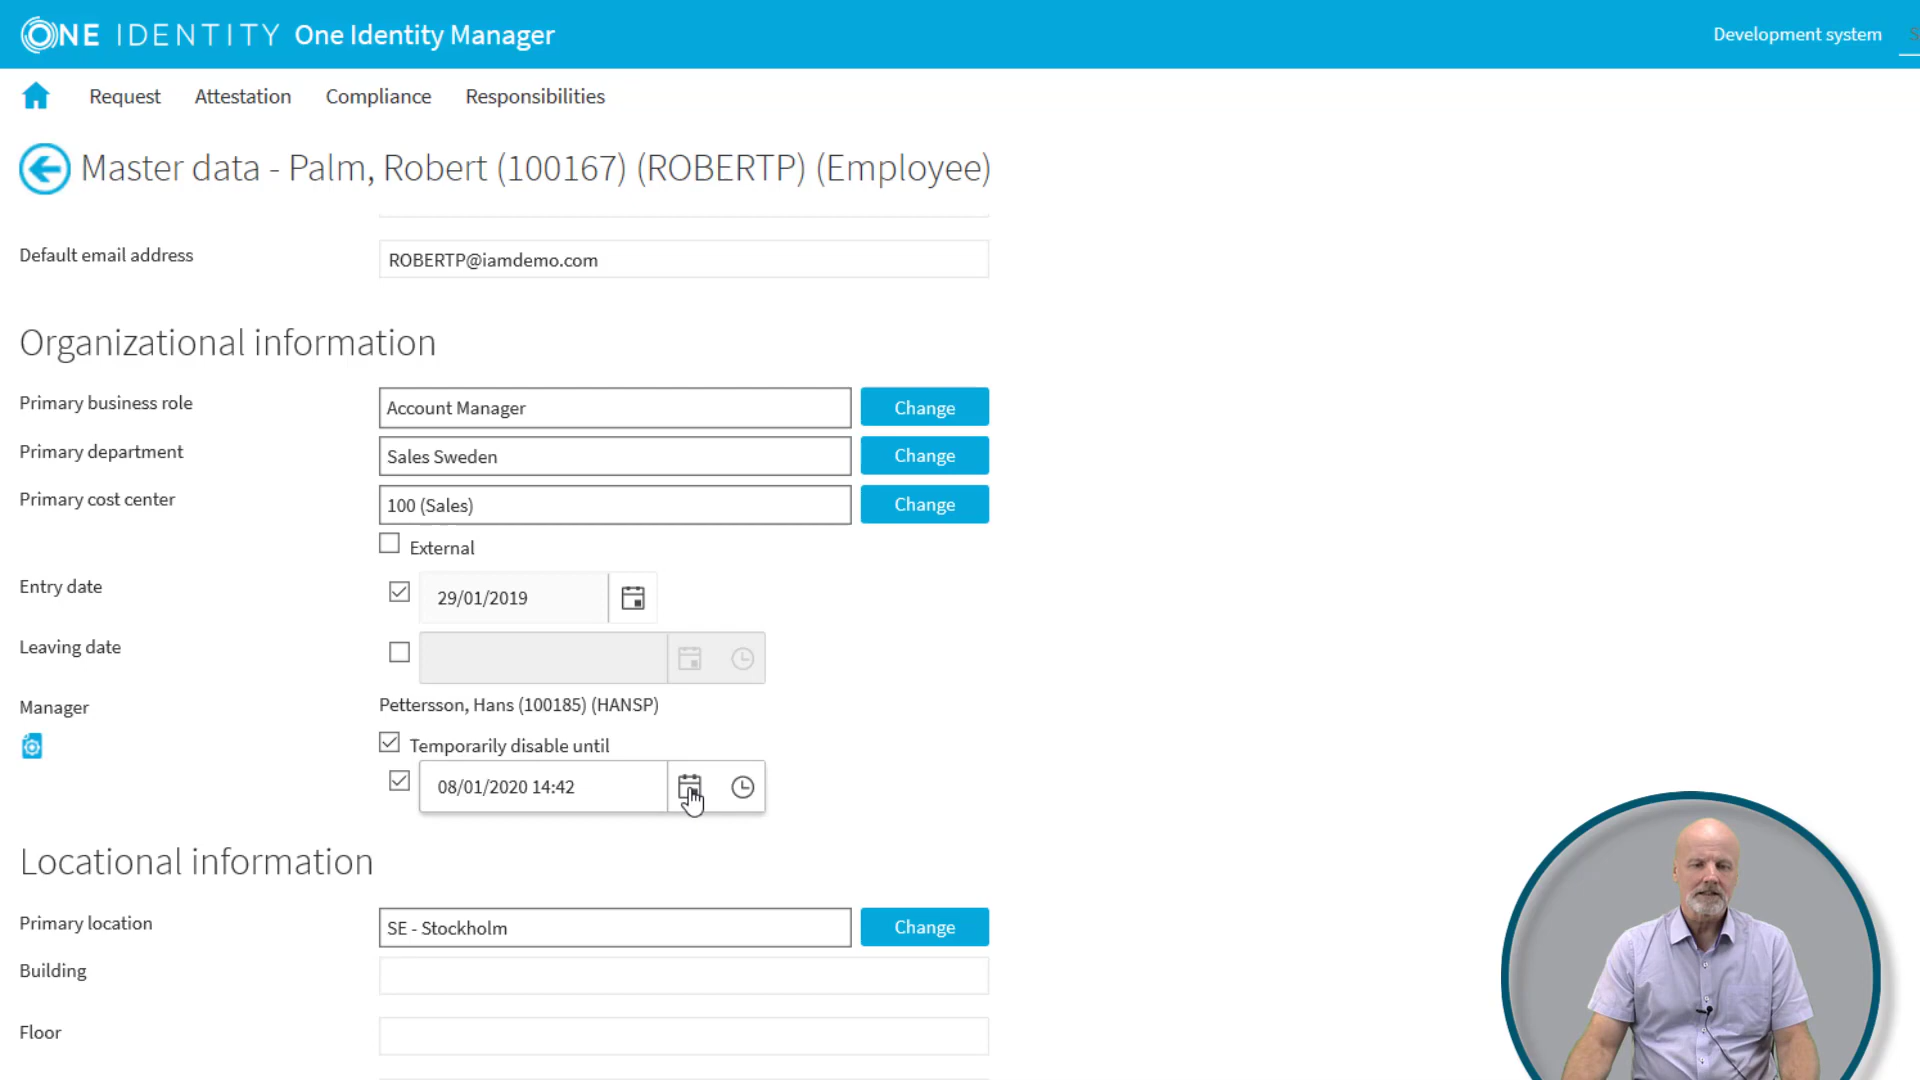 ONE IDENTITY One Identity Manager
Development system
Request Attestation Compliance Responsibilities
Master data - Palm, Robert (100167) (ROBERTP) (Employee)
Default email address ROBERTP@iamdemo.com
Organizational information
Primary business role Account Manager Change
Primary department Sales Sweden Change
Primary cost center 100 (Sales) Change
External
Entry date 29/01/2019
Leaving date
Manager Pettersson, Hans (100185) (HANSP)
Temporarily disable until
08/01/2020 14:42
Locational information
Primary location SE - Stockholm Change
Building
Floor